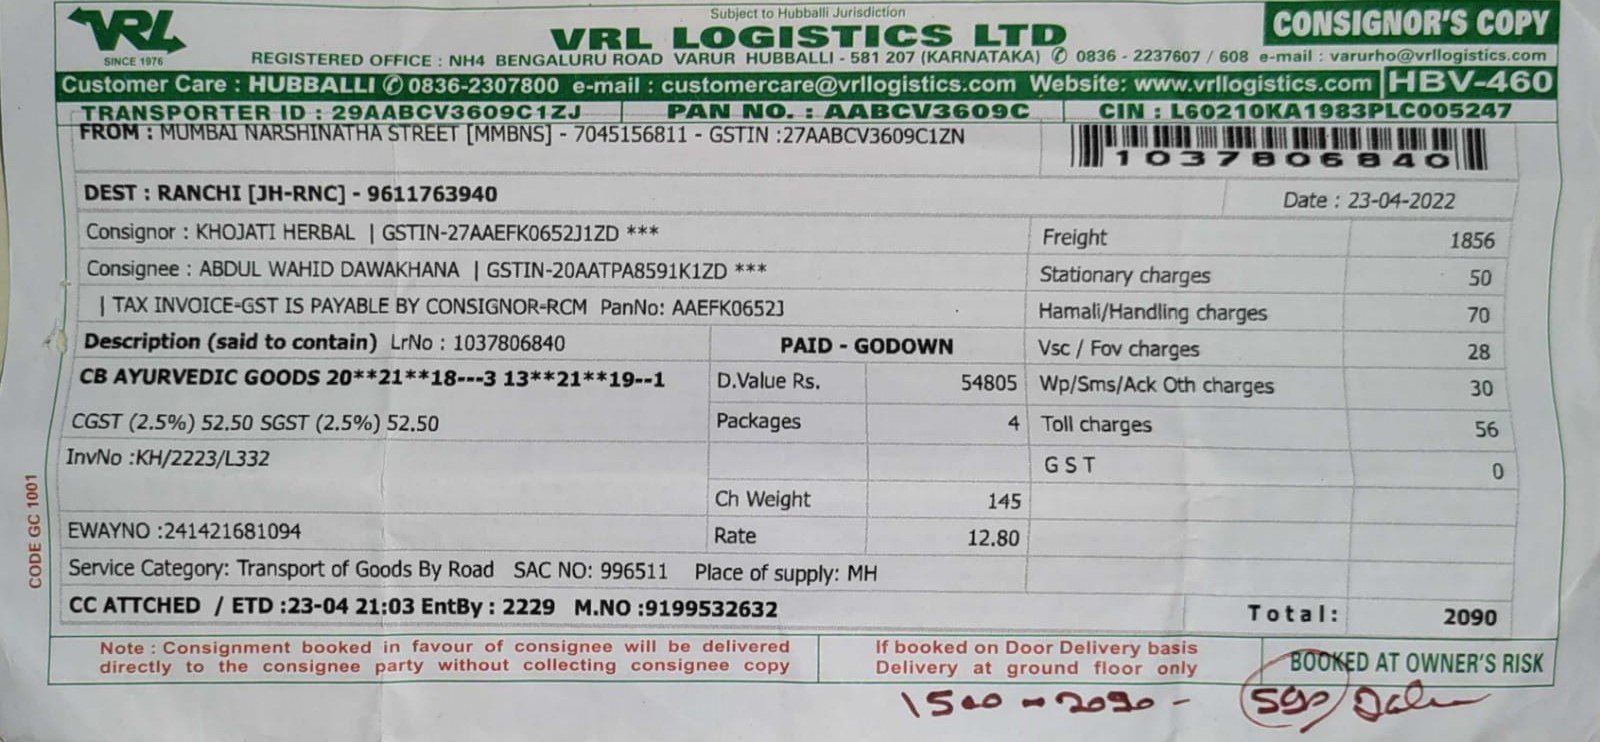 Subject to Hubballi Jurisdiction
VRL
SINCE 1976
VRL LOGISTICS LTD
CONSIGNOR'S COPY
REGISTERED OFFICE : NH4 BENGALURU ROAD VARUR HUBBALLI - 581 207 (KARNATAKA) ✆ 0836 - 2237607 / 608 e-mail : varurho@vrllogistics.com
Customer Care : HUBBALLI ✆ 0836-2307800 e-mail : customercare@vrllogistics.com Website: www.vrllogistics.com HBV-460
TRANSPORTER ID : 29AABCV3609C1ZJ PAN NO. : AABCV3609C CIN : L60210KA1983PLC005247
FROM : MUMBAI NARSHINATHA STREET [MMBNS] - 7045156811 - GSTIN :27AABCV3609C1ZN
1037806840
DEST : RANCHI [JH-RNC] - 9611763940
Date : 23-04-2022
Consignor : KHOJATI HERBAL | GSTIN-27AAEFK0652J1ZD ***
Freight 1856
Consignee : ABDUL WAHID DAWAKHANA | GSTIN-20AATPA8591K1ZD ***
Stationary charges 50
| TAX INVOICE-GST IS PAYABLE BY CONSIGNOR-RCM PanNo: AAEFK0652J
Hamali/Handling charges 70
Description (said to contain) LrNo : 1037806840 PAID - GODOWN
Vsc / Fov charges 28
CB AYURVEDIC GOODS 20**21**18---3 13**21**19--1
D.Value Rs. 54805
Wp/Sms/Ack Oth charges 30
CGST (2.5%) 52.50 SGST (2.5%) 52.50
Packages 4
Toll charges 56
InvNo :KH/2223/L332
GST 0
Ch Weight 145
EWAYNO :241421681094
Rate 12.80
Service Category: Transport of Goods By Road SAC NO: 996511 Place of supply: MH
CC ATTCHED / ETD :23-04 21:03 EntBy : 2229 M.NO :9199532632
Total: 2090
Note : Consignment booked in favour of consignee will be delivered
directly to the consignee party without collecting consignee copy
If booked on Door Delivery basis
Delivery at ground floor only
BOOKED AT OWNER'S RISK
1500 - 2090 - 590
CODE GC 1001